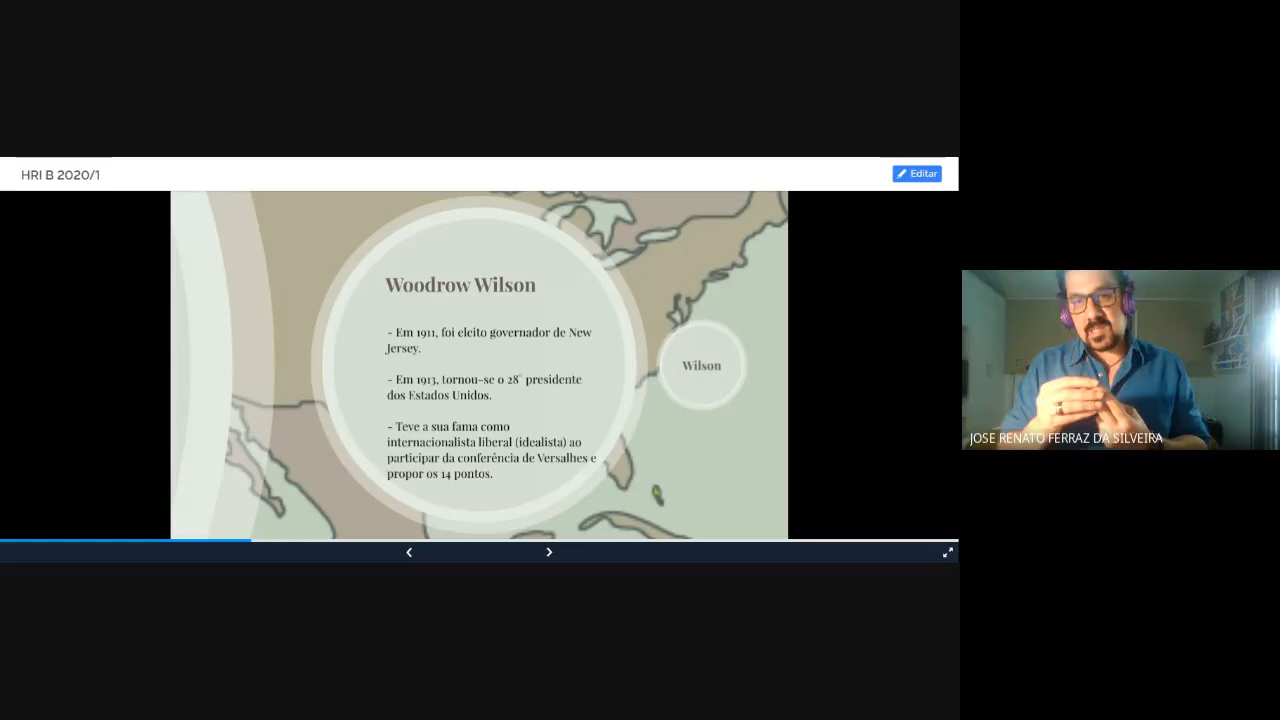 HRI B 2020/1
Editar
Woodrow Wilson
- Em 1911, foi eleito governador de New
Jersey.
- Em 1913, tornou-se o 28° presidente
dos Estados Unidos.
- Teve a sua fama como
internacionalista liberal (idealista) ao
participar da conferência de Versalhes e
propor os 14 pontos.
Wilson
JOSE RENATO FERRAZ DA SILVEIRA